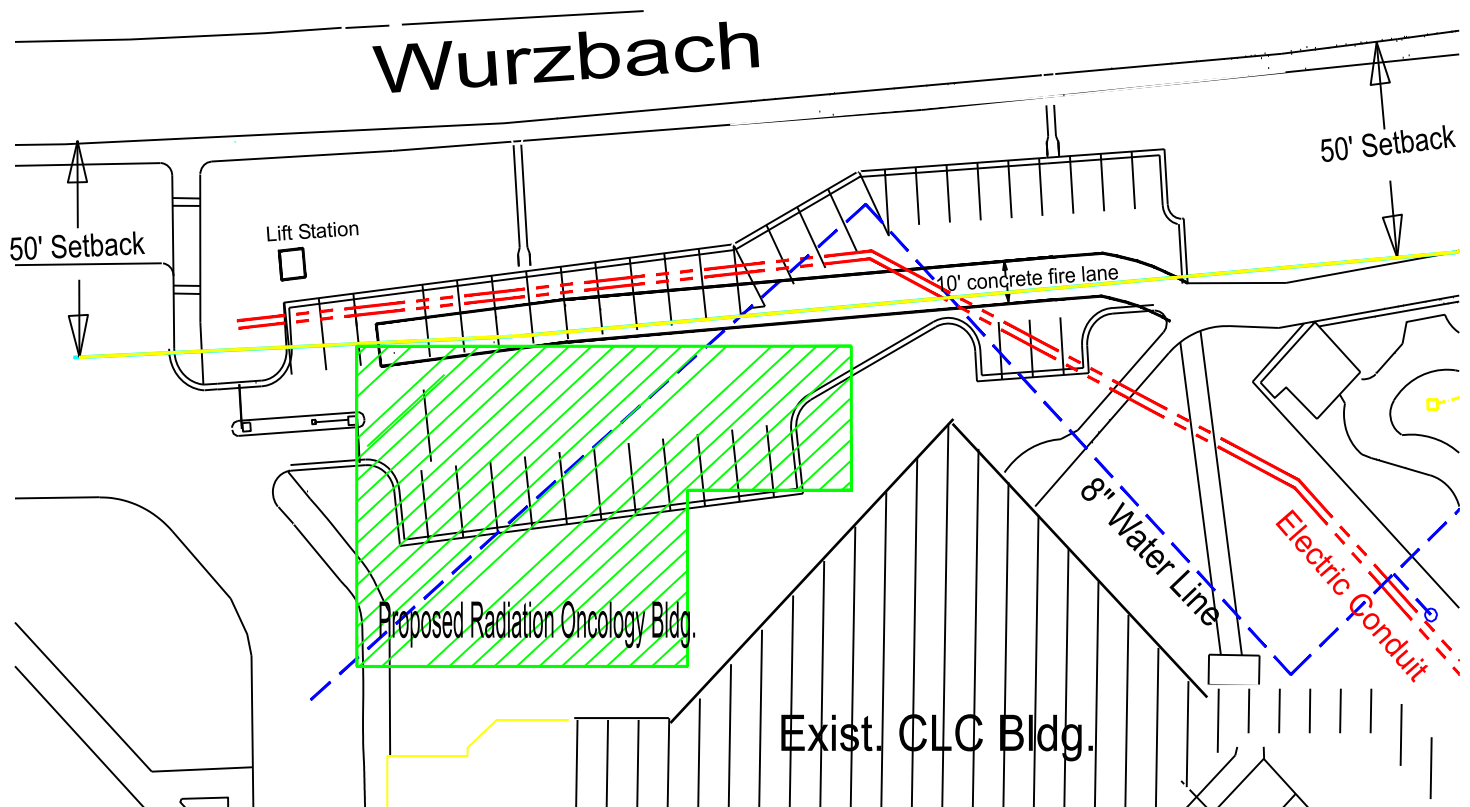 Wurzbach
50' Setback
50' Setback
Lift Station
10' concrete fire lane
8" Water Line
Electric Conduit
Proposed Radiation Oncology Bldg.
Exist. CLC Bldg.